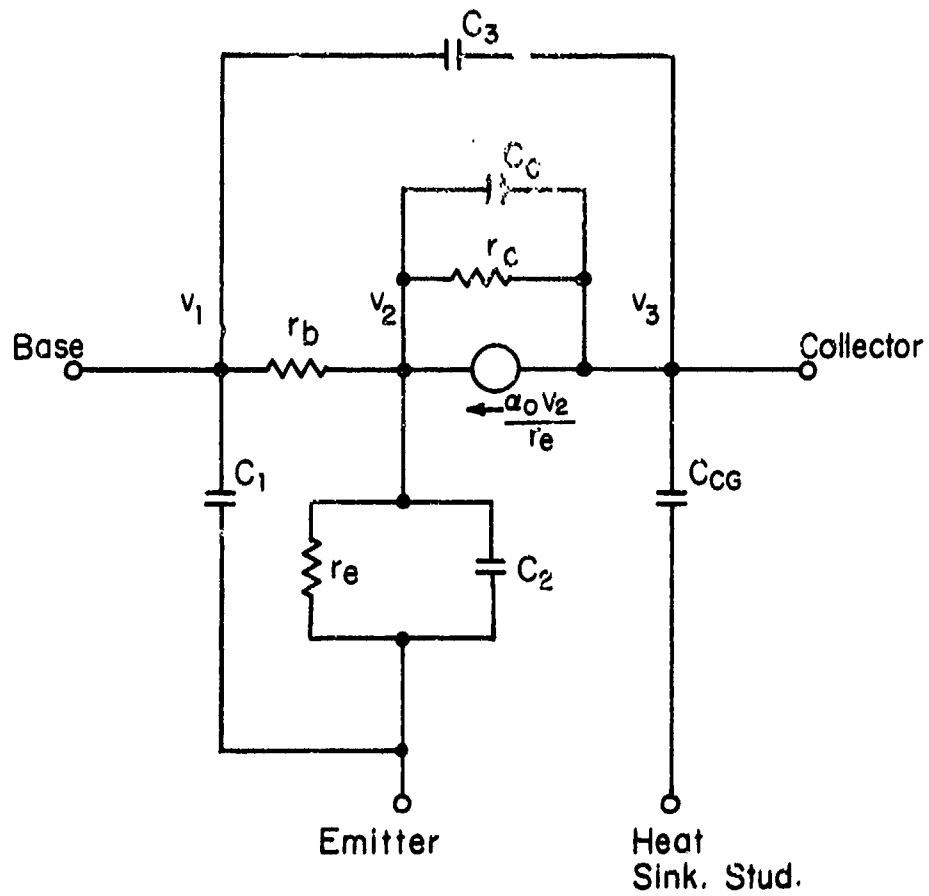 C3
Cc
rc
V1
V2
V3
rb
Base
Collector
αo V2
re
C1
CCG
re
C2
Emitter
Heat
Sink. Stud.